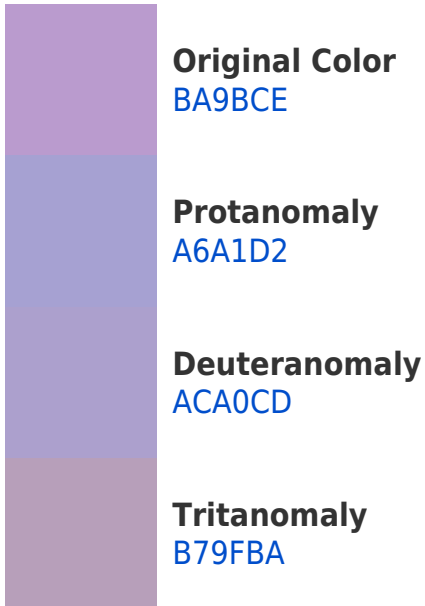 Original Color
BA9BCE
Protanomaly
A6A1D2
Deuteranomaly
ACA0CD
Tritanomaly
B79FBA